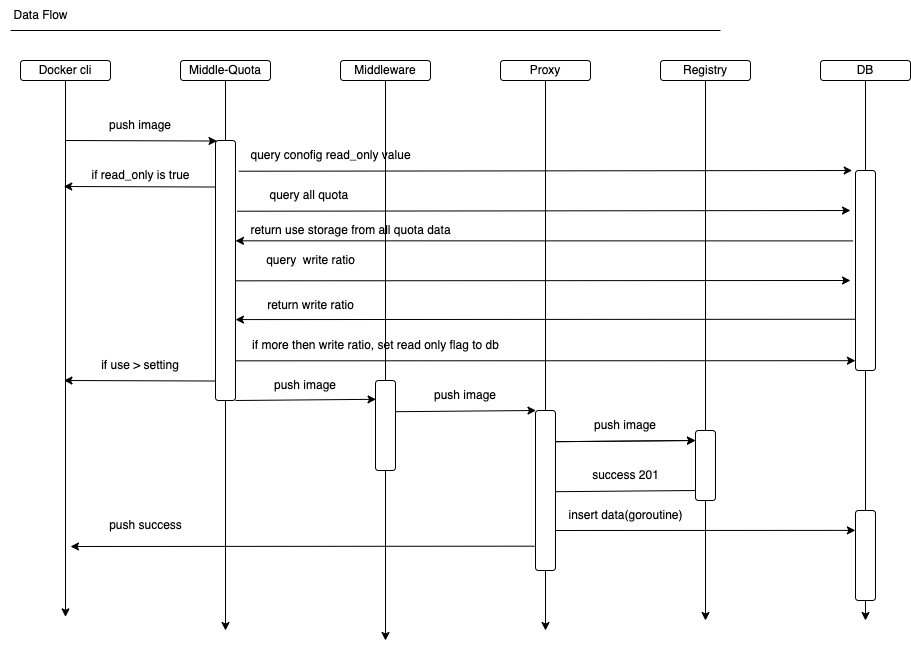 Data Flow
Docker cli
Middle-Quota
Middleware
Proxy
Registry
DB
push image
query conofig read_only value
if read_only is true
query all quota
return use storage from all quota data
query write ratio
return write ratio
if more then write ratio, set read only flag to db
if use > setting
push image
push image
push image
success 201
insert data(goroutine)
push success